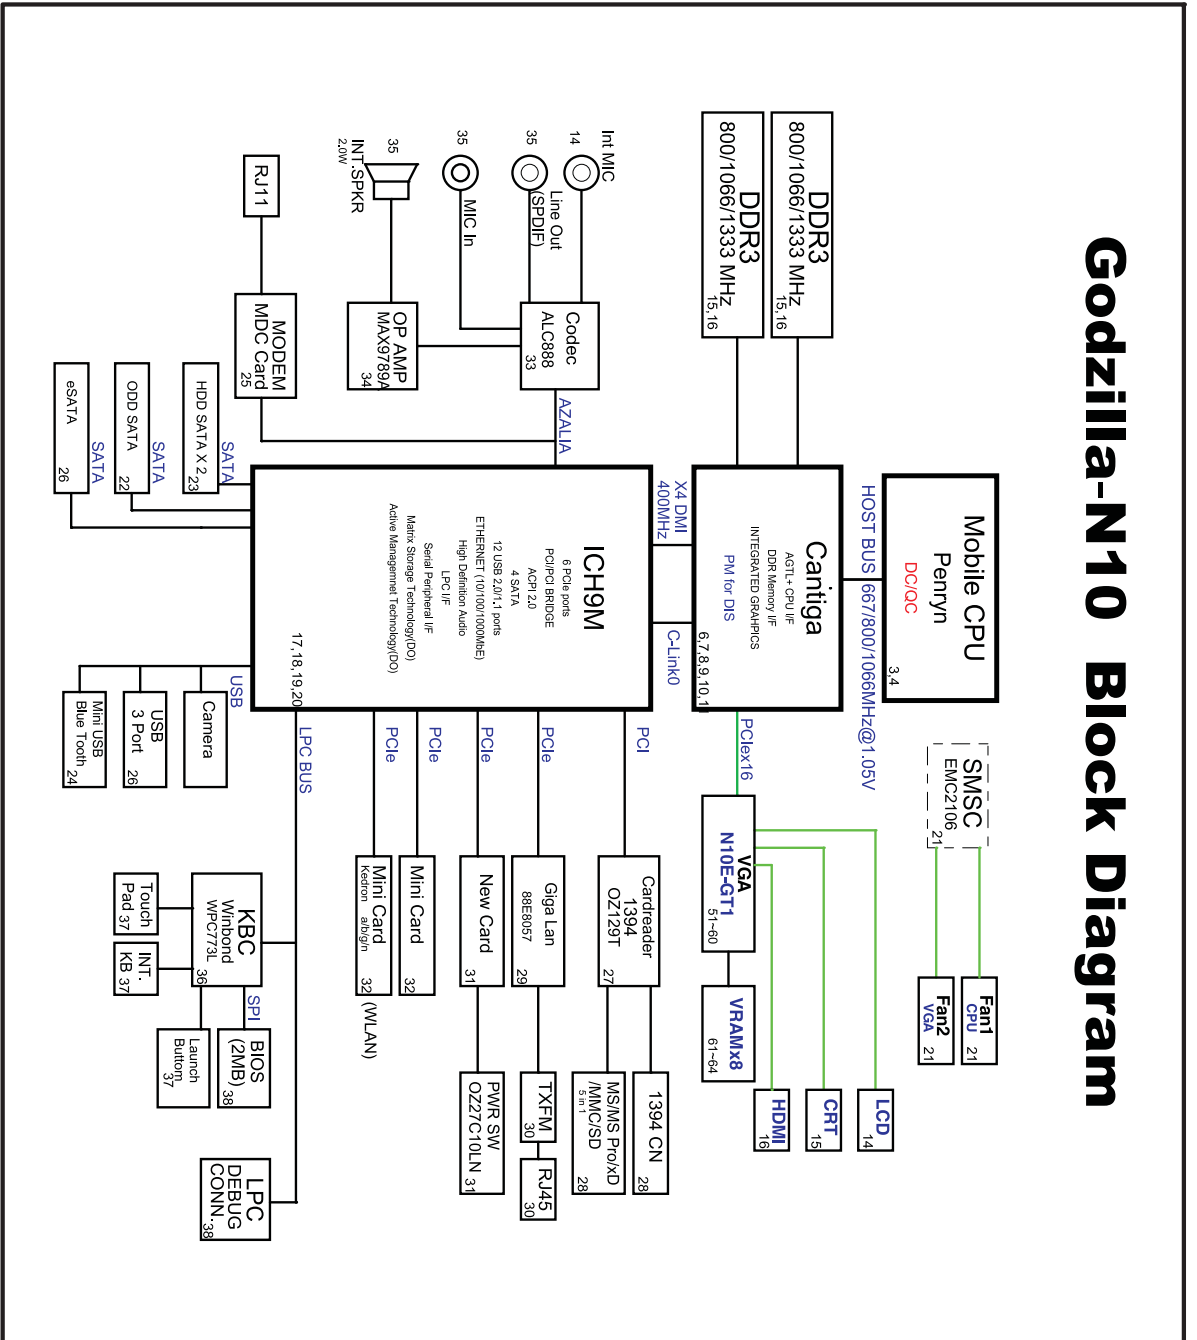 Godzilla-N10 Block Diagram
Mobile CPU
Penryn
DC/QC
3,4
HOST BUS 667/800/1066MHz@1.05V
SMSC
EMC2106
21
Fan1
CPU
21
Fan2
VGA
21
DDR3
800/1066/1333 MHz
15,16
DDR3
800/1066/1333 MHz
15,16
Cantiga
AGTL+ CPU I/F
DDR Memory I/F
INTEGRATED GRAHPICS
PM for DIS
6,7,8,9,10,11
PCIex16
VGA
N10E-GT1
51~60
VRAMx8
61~64
LCD
14
CRT
15
HDMI
16
X4 DMI
400MHz
C-Link0
Int MIC
14
Line Out
(SPDIF)
35
MIC In
35
35
INT.SPKR
2.0W
Codec
ALC888
33
OP AMP
MAX9789A
34
AZALIA
RJ11
MODEM
MDC Card
25
ICH9M
6 PCIe ports
PCI/PCI BRIDGE
ACPI 2.0
4 SATA
12 USB 2.0/1.1 ports
ETHERNET (10/100/1000MbE)
High Definition Audio
LPC I/F
Serial Peripheral I/F
Matrix Storage Technology(DO)
Active Managemnet Technology(DO)
17,18,19,20
PCI
Cardreader
1394
OZ129T
27
1394 CN
28
MS/MS Pro/xD
/MMC/SD
5 in 1
28
PCIe
Giga Lan
88E8057
29
TXFM
30
RJ45
30
PCIe
New Card
31
PWR SW
OZ27C10LN
31
PCIe
Mini Card
32
PCIe
Mini Card
Kedron a/b/g/n
32
(WLAN)
SATA
HDD SATA X 2
23
SATA
ODD SATA
22
SATA
eSATA
26
USB
Camera
USB
3 Port
26
Mini USB
Blue Tooth
24
LPC BUS
KBC
Winbond
WPC773L
36
Touch
Pad 37
INT.
KB 37
SPI
BIOS
(2MB)
38
Launch
Buttom
37
LPC
DEBUG
CONN.
38